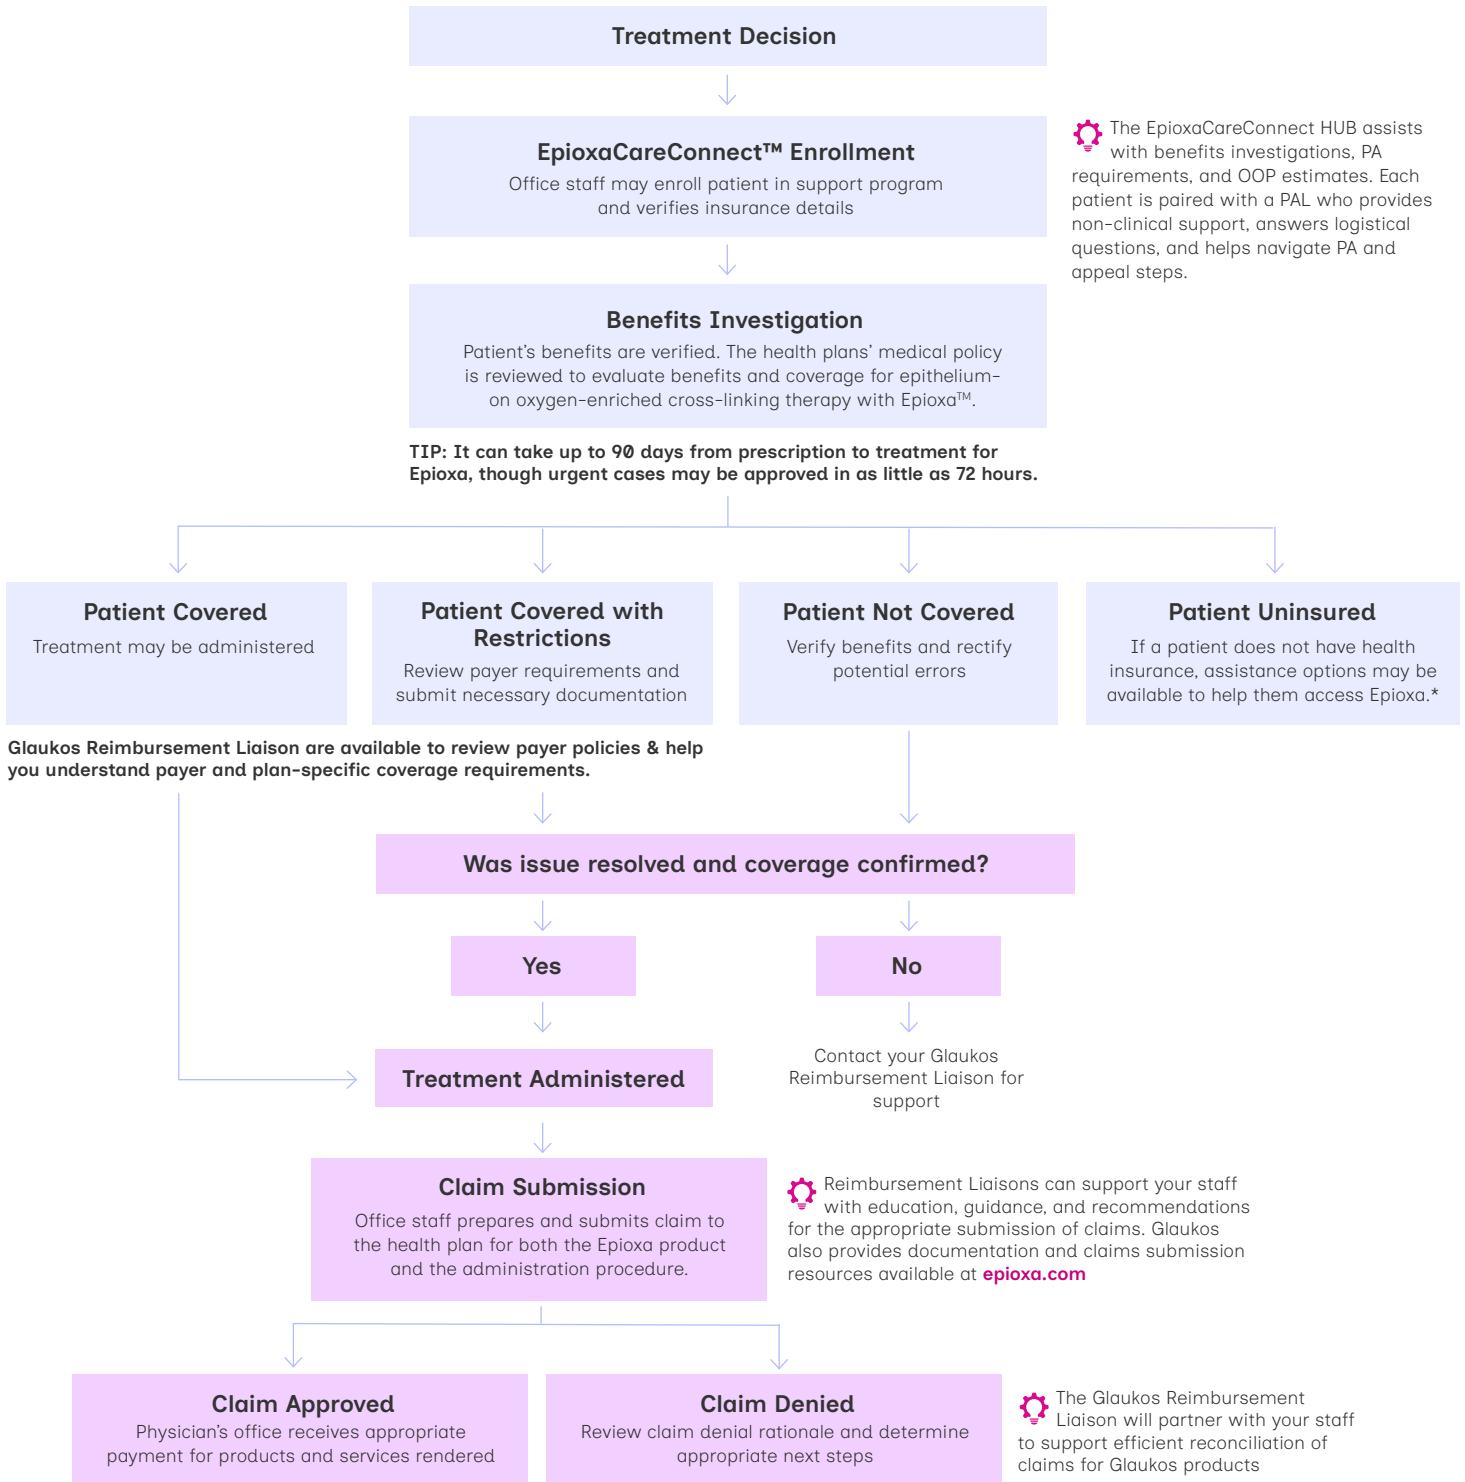 Treatment Decision
EpioxaCareConnect™ Enrollment
Office staff may enroll patient in support program
and verifies insurance details
The EpioxaCareConnect HUB assists
with benefits investigations, PA
requirements, and OOP estimates. Each
patient is paired with a PAL who provides
non-clinical support, answers logistical
questions, and helps navigate PA and
appeal steps.
Benefits Investigation
Patient's benefits are verified. The health plans' medical policy
is reviewed to evaluate benefits and coverage for epithelium-
on oxygen-enriched cross-linking therapy with Epioxa™.
TIP: It can take up to 90 days from prescription to treatment for
Epioxa, though urgent cases may be approved in as little as 72 hours.
Patient Covered
Treatment may be administered
Patient Covered with
Restrictions
Review payer requirements and
submit necessary documentation
Patient Not Covered
Verify benefits and rectify
potential errors
Patient Uninsured
If a patient does not have health
insurance, assistance options may be
available to help them access Epioxa.*
Glaukos Reimbursement Liaison are available to review payer policies & help
you understand payer and plan-specific coverage requirements.
Was issue resolved and coverage confirmed?
Yes
No
Treatment Administered
Contact your Glaukos
Reimbursement Liaison for
support
Claim Submission
Office staff prepares and submits claim to
the health plan for both the Epioxa product
and the administration procedure.
Reimbursement Liaisons can support your staff
with education, guidance, and recommendations
for the appropriate submission of claims. Glaukos
also provides documentation and claims submission
resources available at epioxa.com
Claim Approved
Physician's office receives appropriate
payment for products and services rendered
Claim Denied
Review claim denial rationale and determine
appropriate next steps
The Glaukos Reimbursement
Liaison will partner with your staff
to support efficient reconciliation of
claims for Glaukos products